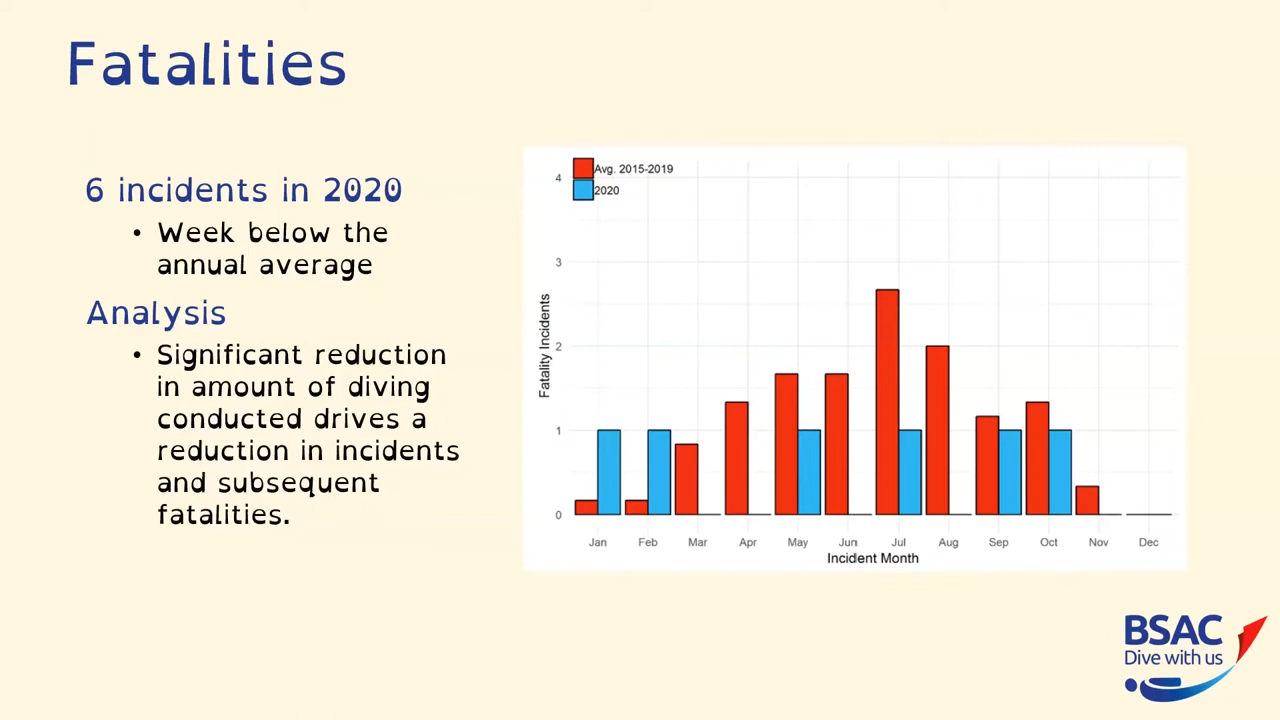 Fatalities
6 incidents in 2020
• Week below the
annual average
Analysis
• Significant reduction
in amount of diving
conducted drives a
reduction in incidents
and subsequent
fatalities.
Avg. 2015-2019
2020
4
3
2
1
0
Fatality Incidents
Jan Feb Mar Apr May Jun Jul Aug Sep Oct Nov Dec
Incident Month
BSAC
Dive with us